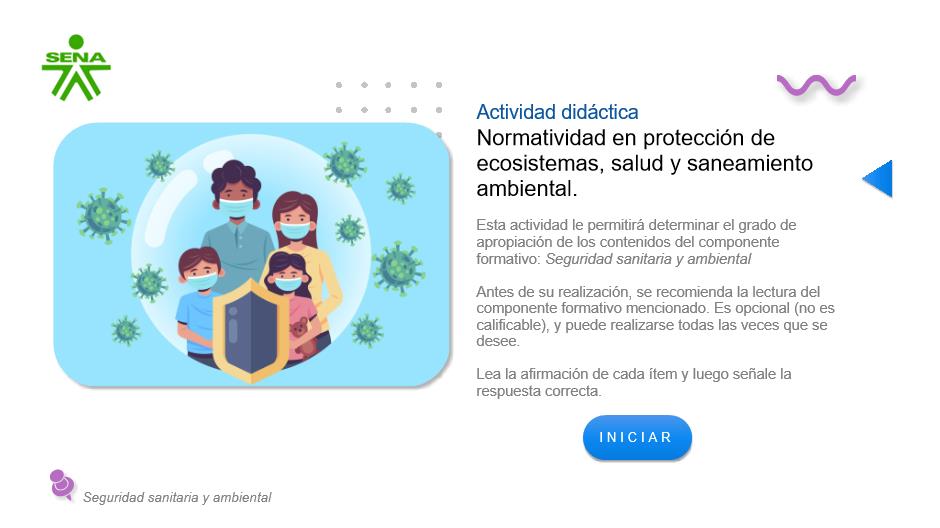 SENA
Actividad didáctica
Normatividad en protección de
ecosistemas, salud y saneamiento
ambiental.
Esta actividad le permitirá determinar el grado de
apropiación de los contenidos del componente
formativo: Seguridad sanitaria y ambiental
Antes de su realización, se recomienda la lectura del
componente formativo mencionado. Es opcional (no es
calificable), y puede realizarse todas las veces que se
desee.
Lea la afirmación de cada ítem y luego señale la
respuesta correcta.
INICIAR
Seguridad sanitaria y ambiental